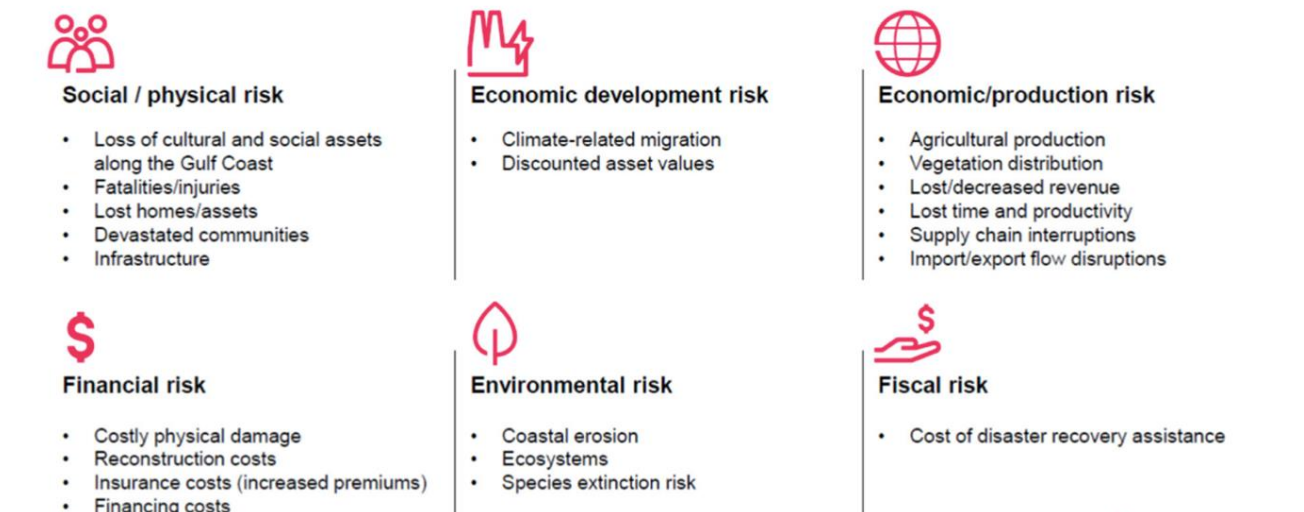 Social / physical risk
• Loss of cultural and social assets
along the Gulf Coast
• Fatalities/injuries
• Lost homes/assets
• Devastated communities
• Infrastructure
Economic development risk
• Climate-related migration
• Discounted asset values
Economic/production risk
• Agricultural production
• Vegetation distribution
• Lost/decreased revenue
• Lost time and productivity
• Supply chain interruptions
• Import/export flow disruptions
$
Financial risk
• Costly physical damage
• Reconstruction costs
• Insurance costs (increased premiums)
• Financing costs
Environmental risk
• Coastal erosion
• Ecosystems
• Species extinction risk
$
Fiscal risk
• Cost of disaster recovery assistance